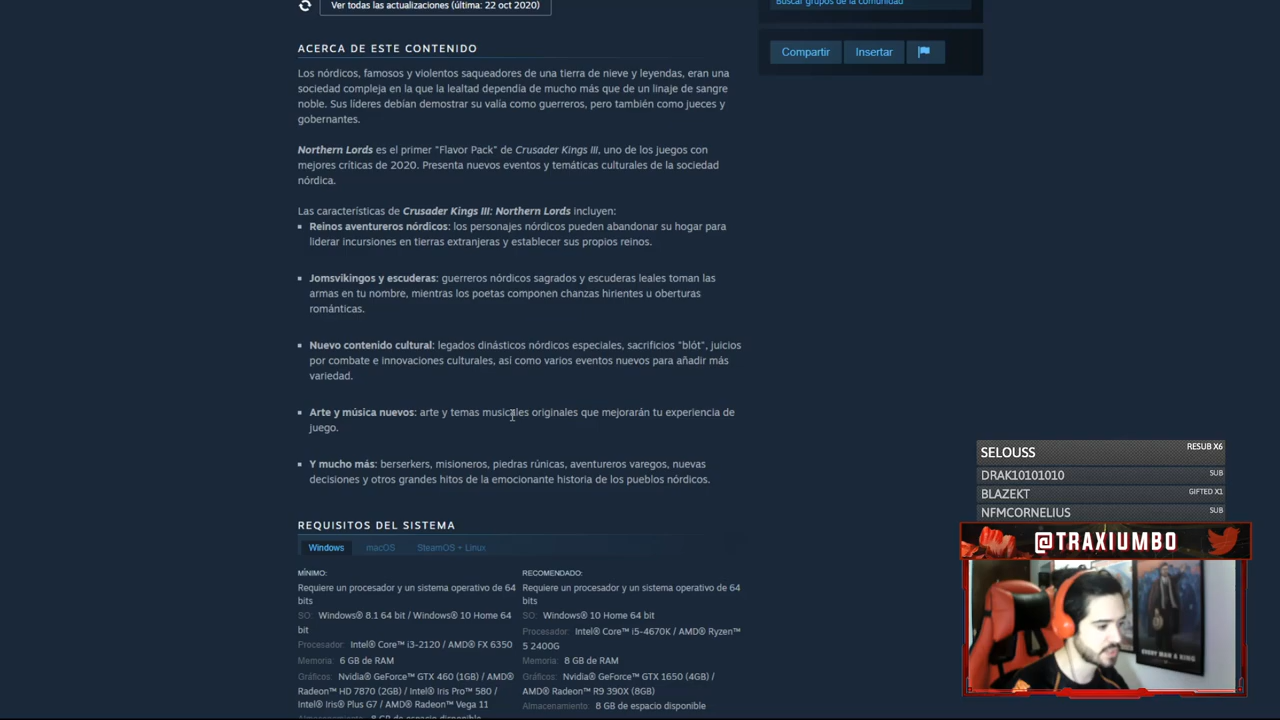 Ver todas las actualizaciones (última: 22 oct 2020)
Buscar grupos de la comunidad
ACERCA DE ESTE CONTENIDO
Compartir
Insertar
Los nórdicos, famosos y violentos saqueadores de una tierra de nieve y leyendas, eran una
sociedad compleja en la que la lealtad dependía de mucho más que de un linaje de sangre
noble. Sus líderes debían demostrar su valía como guerreros, pero también como jueces y
gobernantes.
Northern Lords es el primer "Flavor Pack" de Crusader Kings III, uno de los juegos con
mejores críticas de 2020. Presenta nuevos eventos y temáticas culturales de la sociedad
nórdica.
Las características de Crusader Kings III: Northern Lords incluyen:
Reinos aventureros nórdicos: los personajes nórdicos pueden abandonar su hogar para
liderar incursiones en tierras extranjeras y establecer sus propios reinos.
Jomsvikingos y escuderas: guerreros nórdicos sagrados y escuderas leales toman las
armas en tu nombre, mientras los poetas componen chanzas hirientes u oberturas
románticas.
Nuevo contenido cultural: legados dinásticos nórdicos especiales, sacrificios "blót", juicios
por combate e innovaciones culturales, así como varios eventos nuevos para añadir más
variedad.
Arte y música nuevos: arte y temas musicales originales que mejorarán tu experiencia de
juego.
Y mucho más: berserkers, misioneros, piedras rúnicas, aventureros varegos, nuevas
decisiones y otros grandes hitos de la emocionante historia de los pueblos nórdicos.
REQUISITOS DEL SISTEMA
Windows
macOS
SteamOS + Linux
MÍNIMO:
Requiere un procesador y un sistema operativo de 64
bits
SO: Windows® 8.1 64 bit / Windows® 10 Home 64
bit
Procesador: Intel® Core™ i3-2120 / AMD® FX 6350
Memoria: 6 GB de RAM
Gráficos: Nvidia® GeForce™ GTX 460 (1GB) / AMD®
Radeon™ HD 7870 (2GB) / Intel® Iris Pro™ 580 /
Intel® Iris® Plus G7 / AMD® Radeon™ Vega 11
Almacenamiento: 8 GB de espacio disponible
RECOMENDADO:
Requiere un procesador y un sistema operativo de 64
bits
SO: Windows® 10 Home 64 bit
Procesador: Intel® Core™ i5-4670K / AMD® Ryzen™
5 2400G
Memoria: 8 GB de RAM
Gráficos: Nvidia® GeForce™ GTX 1650 (4GB) /
AMD® Radeon™ R9 390X (8GB)
Almacenamiento: 8 GB de espacio disponible
SELOUSS RESUB X6
DRAK10101010 SUB
BLAZEKT GIFTED X1
NFMCORNELIUS SUB
@TRAXIUMBO
EVERY MAN A KING